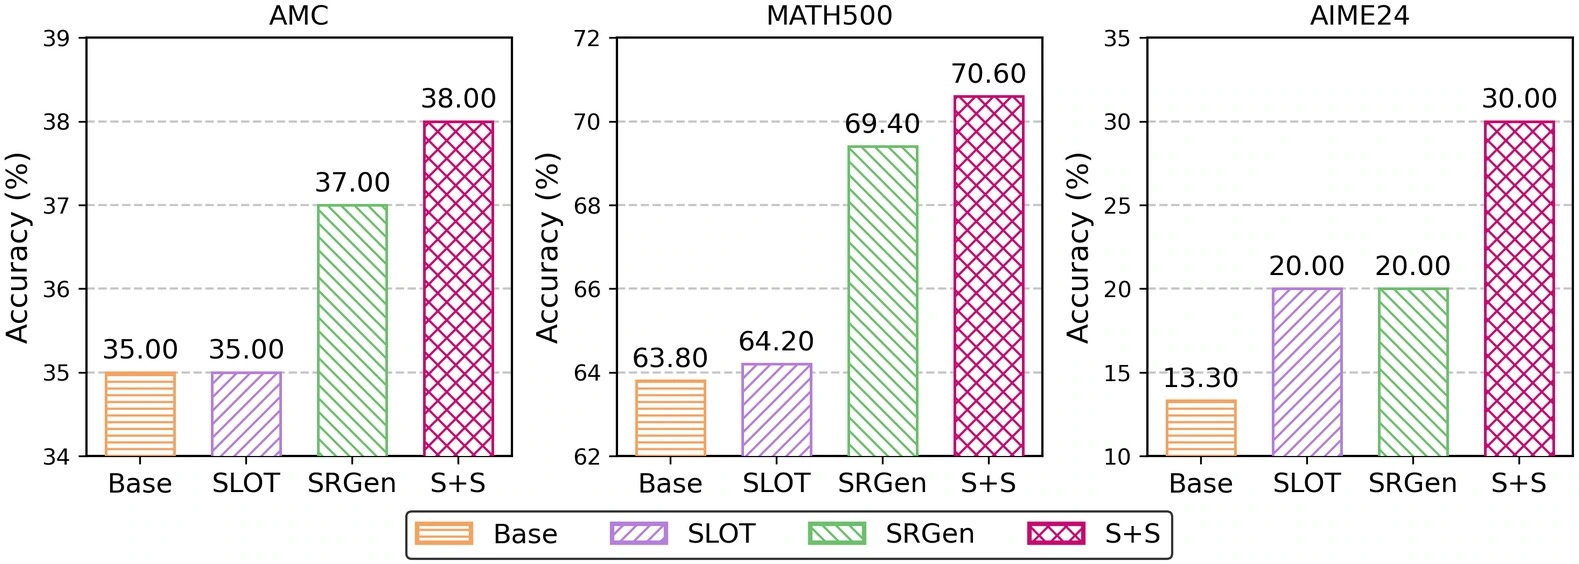 AMC
Accuracy (%)
39
38
37
36
35
34
35.00
35.00
37.00
38.00
Base
SLOT
SRGen
S+S
MATH500
Accuracy (%)
72
70
68
66
64
62
63.80
64.20
69.40
70.60
Base
SLOT
SRGen
S+S
AIME24
Accuracy (%)
35
30
25
20
15
10
13.30
20.00
20.00
30.00
Base
SLOT
SRGen
S+S
Base SLOT SRGen S+S